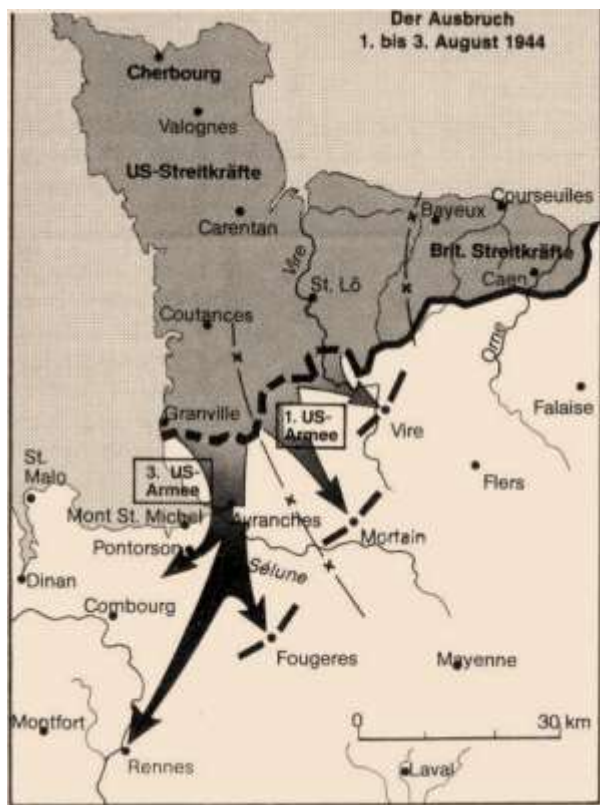 Der Ausbruch
1. bis 3. August 1944
Cherbourg
Valognes
US-Streitkräfte
Carentan
Courseulles
Bayeux
Brit. Streitkräfte
Caen
Vire
St. Lô
Coutances
Orne
Granville
1. US-
Armee
Vire
Falaise
Flers
St.
Malo
3. US-
Armee
Mont St. Michel
Avranches
Mortain
Pontorson
Sélune
Dinan
Combourg
Fougeres
Mayenne
Montfort
Rennes
0 30 km
Laval